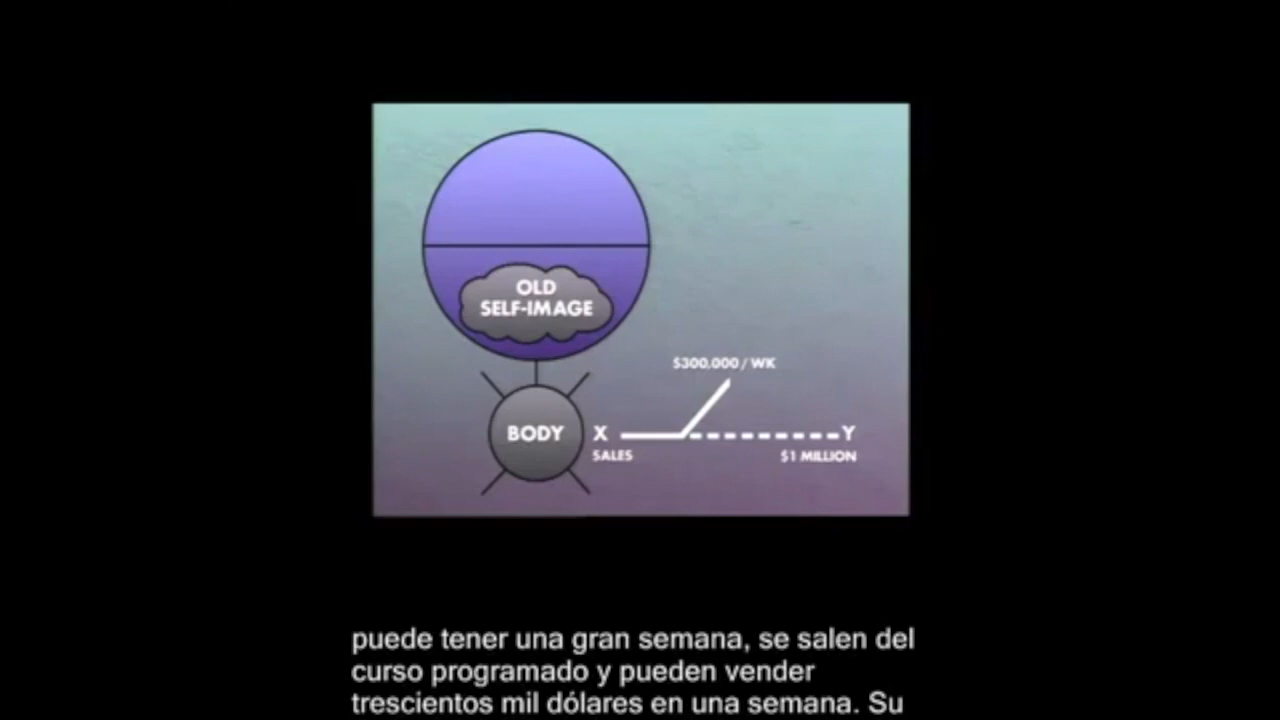 OLD
SELF-IMAGE
$300,000 / WK
BODY X Y
SALES $1 MILLION
puede tener una gran semana, se salen del
curso programado y pueden vender
trescientos mil dólares en una semana. Su